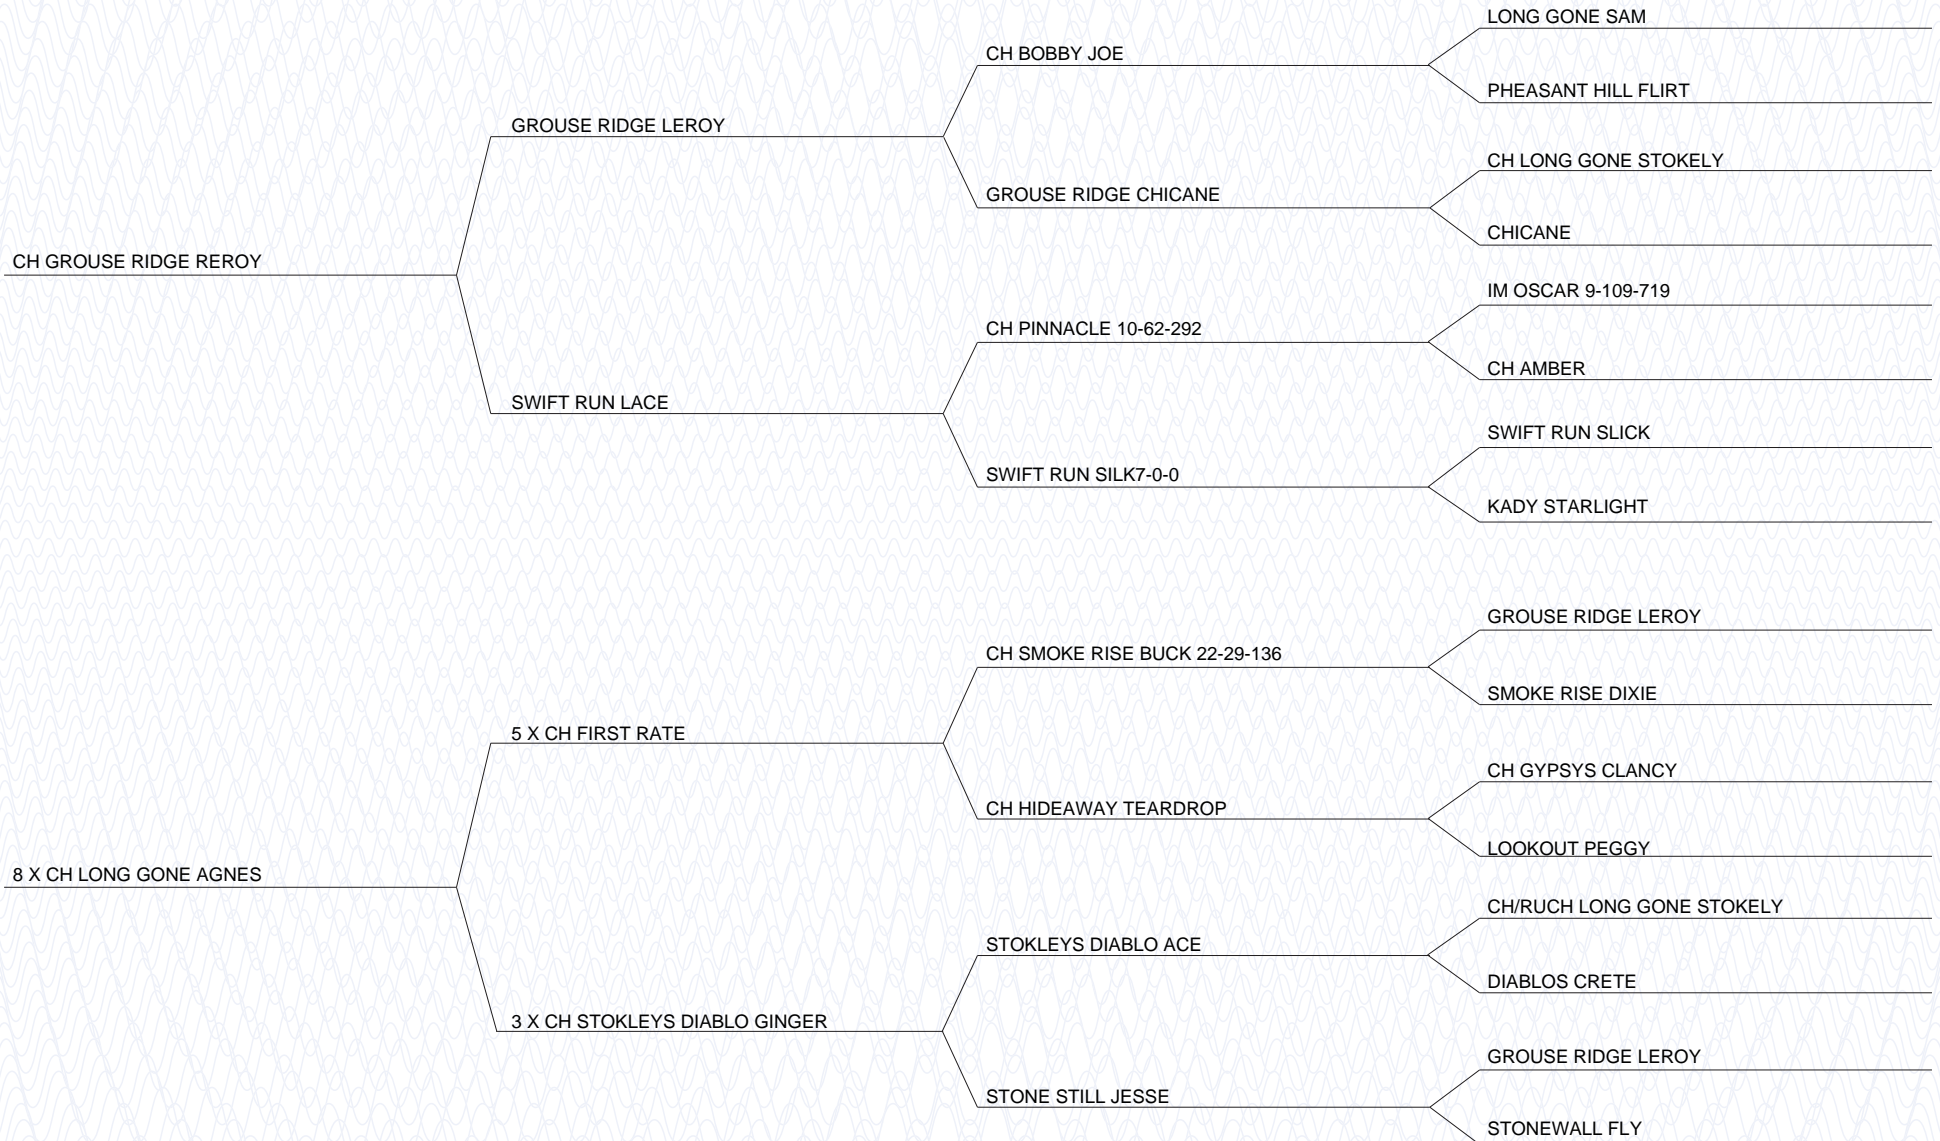 LONG GONE SAM
CH BOBBY JOE
PHEASANT HILL FLIRT
GROUSE RIDGE LEROY
CH LONG GONE STOKELY
GROUSE RIDGE CHICANE
CHICANE
CH GROUSE RIDGE REROY
IM OSCAR 9-109-719
CH PINNACLE 10-62-292
CH AMBER
SWIFT RUN LACE
SWIFT RUN SLICK
SWIFT RUN SILK7-0-0
KADY STARLIGHT
GROUSE RIDGE LEROY
CH SMOKE RISE BUCK 22-29-136
SMOKE RISE DIXIE
5 X CH FIRST RATE
CH GYPSYS CLANCY
CH HIDEAWAY TEARDROP
LOOKOUT PEGGY
8 X CH LONG GONE AGNES
CH/RUCH LONG GONE STOKELY
STOKLEYS DIABLO ACE
DIABLOS CRETE
3 X CH STOKLEYS DIABLO GINGER
GROUSE RIDGE LEROY
STONE STILL JESSE
STONEWALL FLY